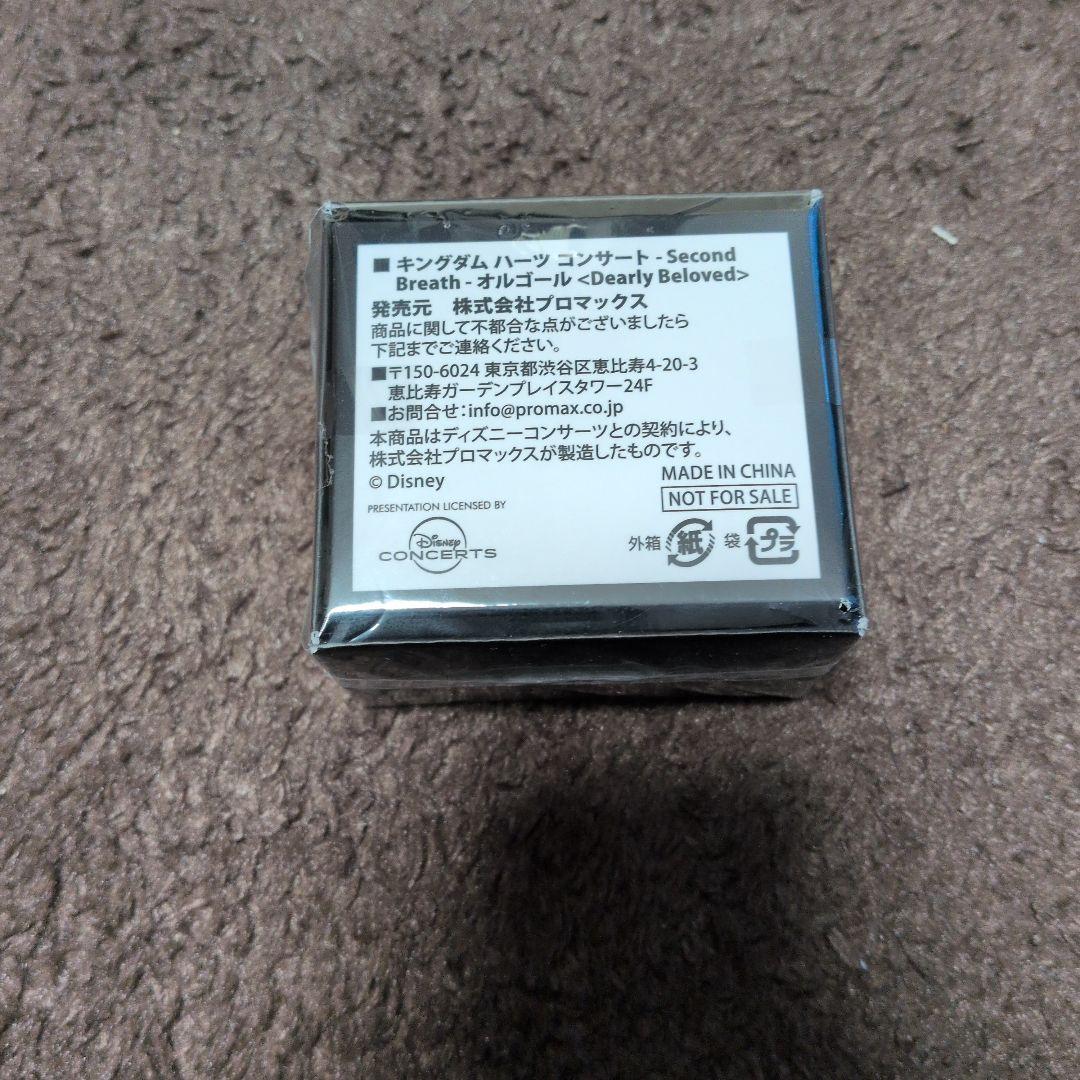 ■ キングダム ハーツ コンサート - Second
Breath - オルゴール <Dearly Beloved>
発売元　株式会社プロマックス
商品に関して不都合な点がございましたら
下記までご連絡ください。
■〒150-6024 東京都渋谷区恵比寿4-20-3
恵比寿ガーデンプレイスタワー24F
■お問合せ：info@promax.co.jp
本商品はディズニーコンサーツとの契約により、
株式会社プロマックスが製造したものです。
© Disney
MADE IN CHINA
NOT FOR SALE
PRESENTATION LICENSED BY
Disney
CONCERTS
外箱 紙 袋 プラ